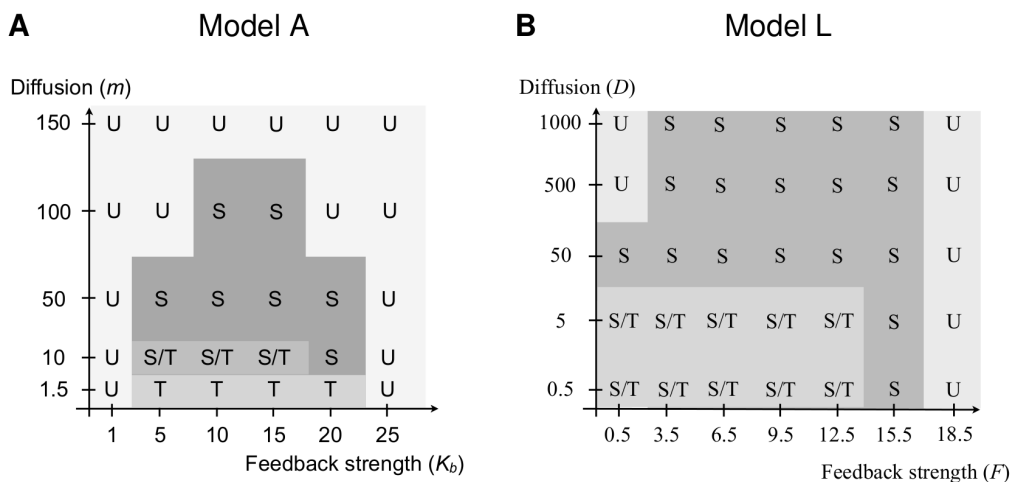 A Model A
Diffusion (m)
150 U U U U U U
100 U U S S U U
50 U S S S S U
10 U S/T S/T S/T S U
1.5 U T T T T U
1 5 10 15 20 25
Feedback strength (Kb)
B Model L
Diffusion (D)
1000 U S S S S S U
500 U S S S S S U
50 S S S S S S U
5 S/T S/T S/T S/T S/T S U
0.5 S/T S/T S/T S/T S/T S U
0.5 3.5 6.5 9.5 12.5 15.5 18.5
Feedback strength (F)